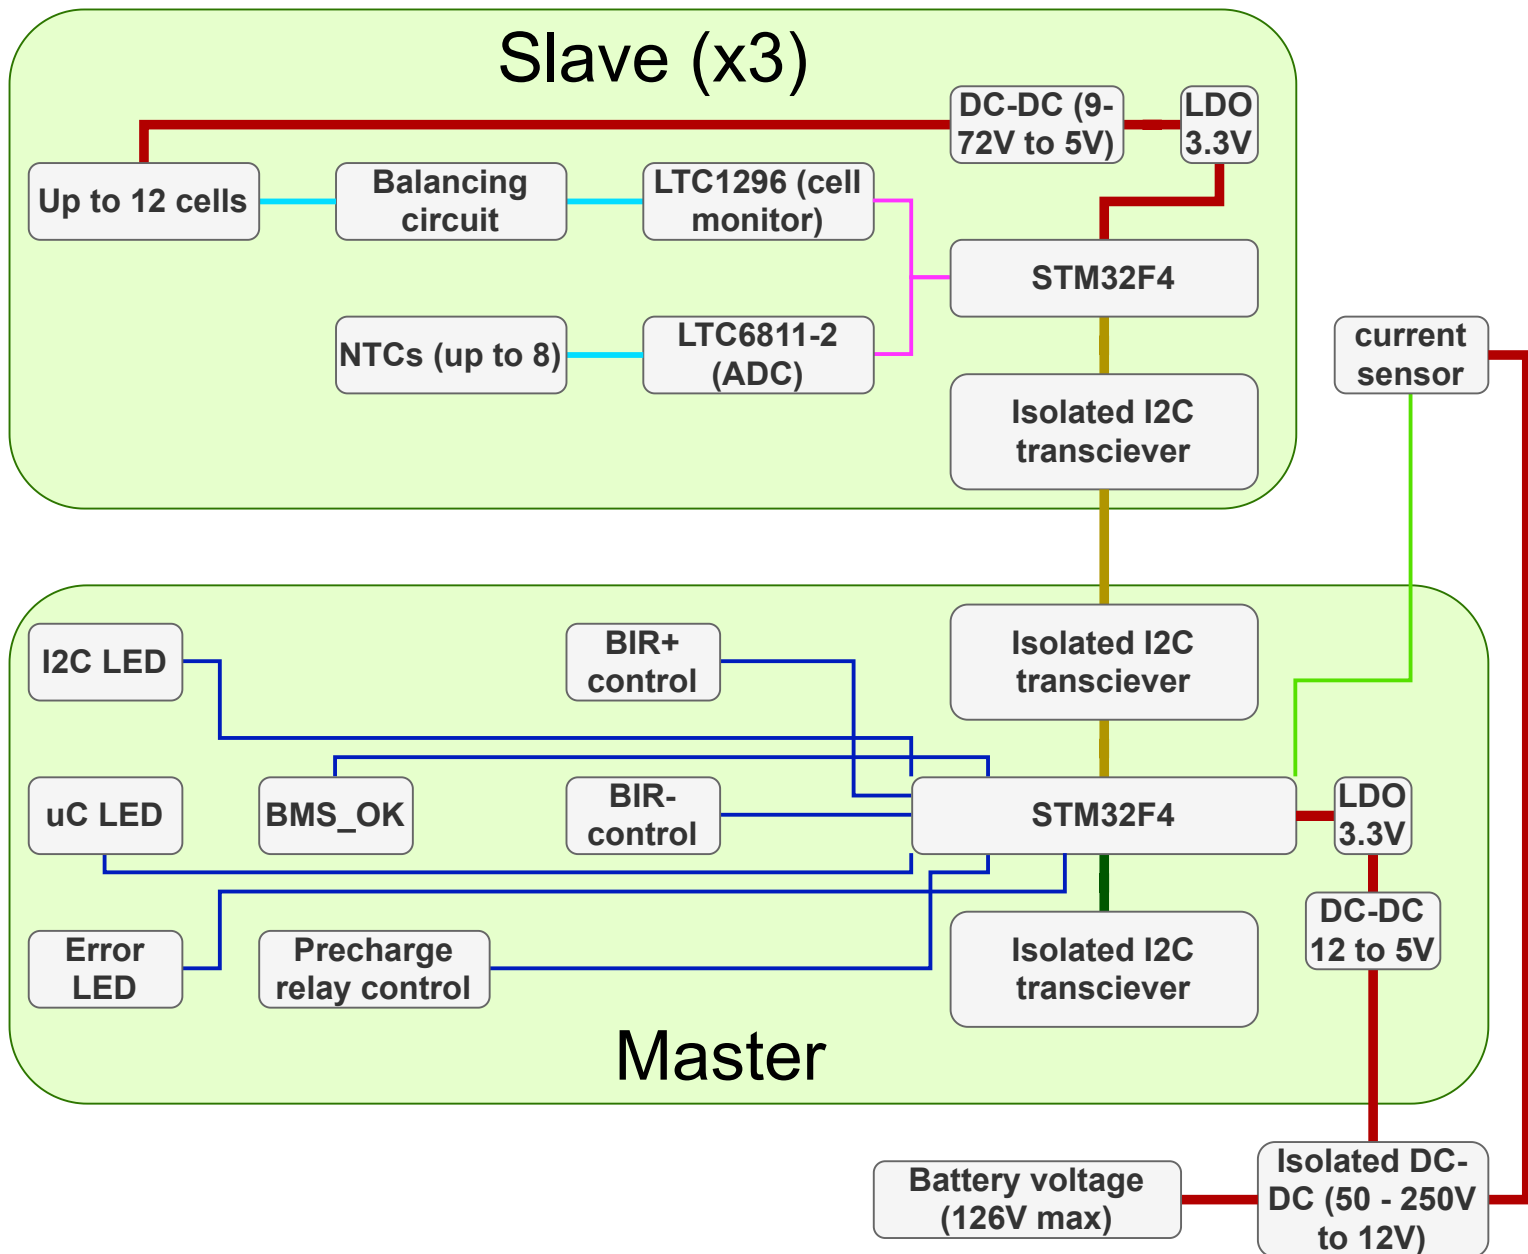 Slave (x3)
DC-DC (9-
72V to 5V)
LDO
3.3V
Up to 12 cells
Balancing
circuit
LTC1296 (cell
monitor)
STM32F4
NTCs (up to 8)
LTC6811-2
(ADC)
current
sensor
Isolated I2C
transciever
I2C LED
BIR+
control
Isolated I2C
transciever
uC LED
BMS_OK
BIR-
control
STM32F4
LDO
3.3V
DC-DC
12 to 5V
Error
LED
Precharge
relay control
Isolated I2C
transciever
Master
Battery voltage
(126V max)
Isolated DC-
DC (50 - 250V
to 12V)